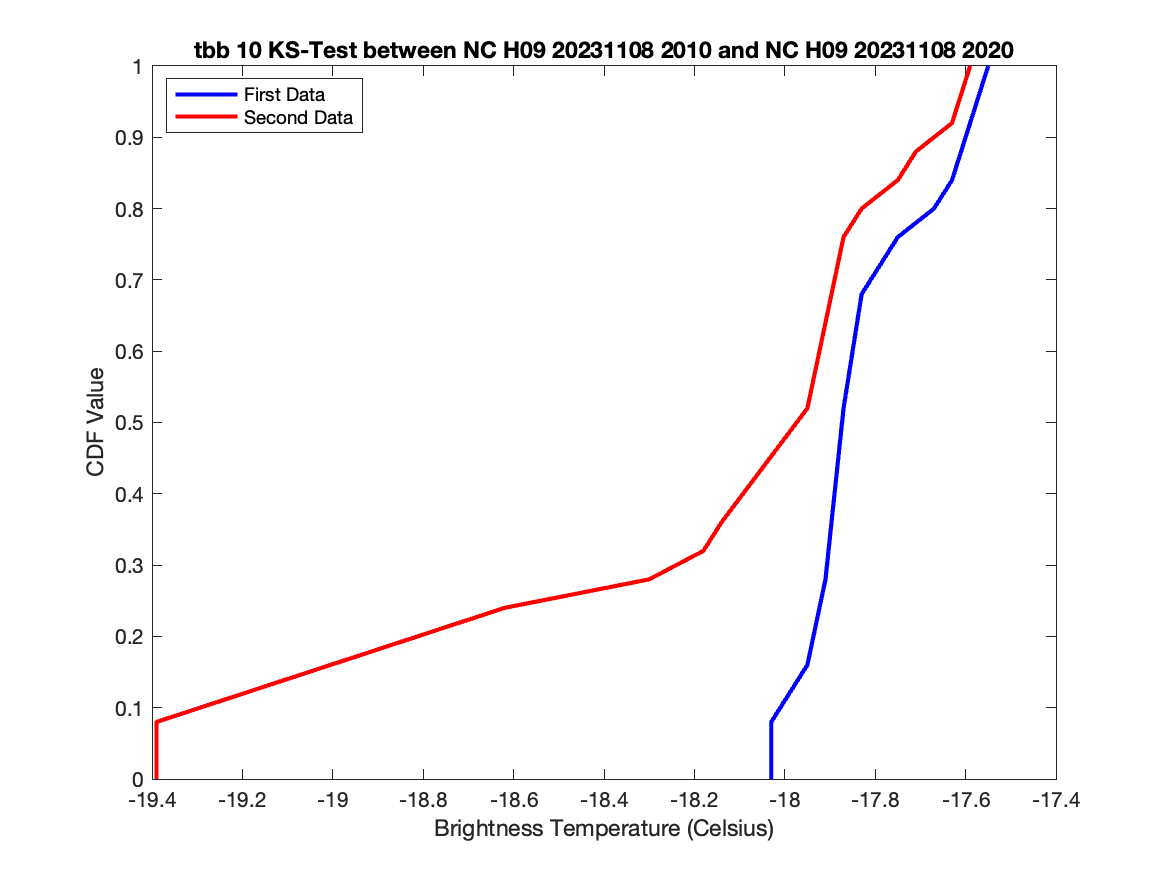 tbb 10 KS-Test between NC H09 20231108 2010 and NC H09 20231108 2020
First Data
Second Data
1
0.9
0.8
0.7
0.6
0.5
0.4
0.3
0.2
0.1
0
CDF Value
-19.4 -19.2 -19 -18.8 -18.6 -18.4 -18.2 -18 -17.8 -17.6 -17.4
Brightness Temperature (Celsius)